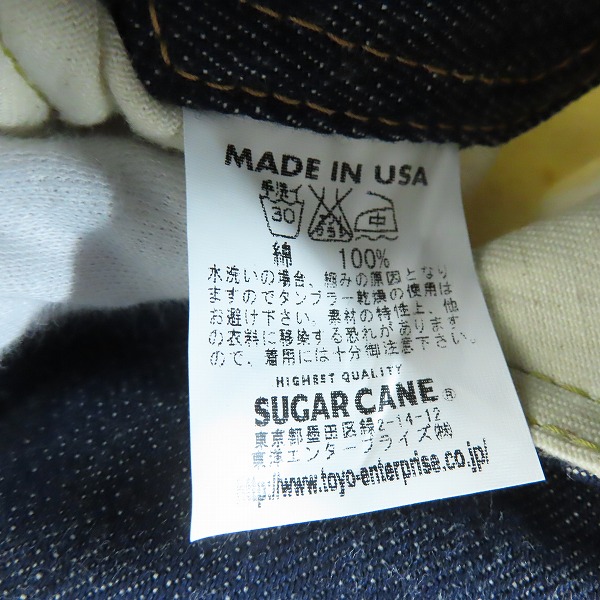 MADE IN USA
手洗イ
30
中
綿 100%
水洗いの場合、縮みの原因となり
ますのでタンブラー乾燥の使用は
お避け下さい。素材の特性上、他
の衣料に移染する恐れがあります
ので、着用には十分御注意下さい。
HIGHEST QUALITY
SUGAR CANE ®
東京都墨田区緑2-14-12
東洋エンタープライズ㈱
http://www.toyo-enterprise.co.jp/